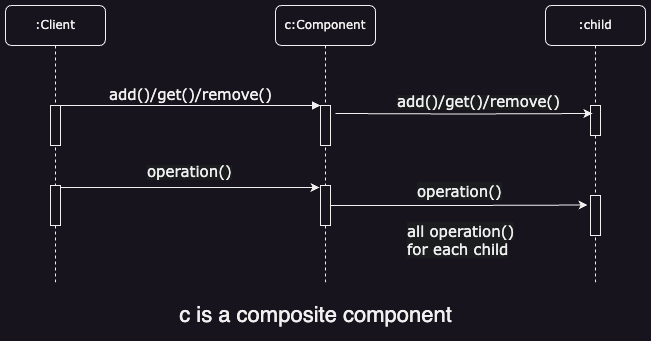 :Client
c:Component
:child
add()/get()/remove()
add()/get()/remove()
operation()
operation()
all operation()
for each child
c is a composite component